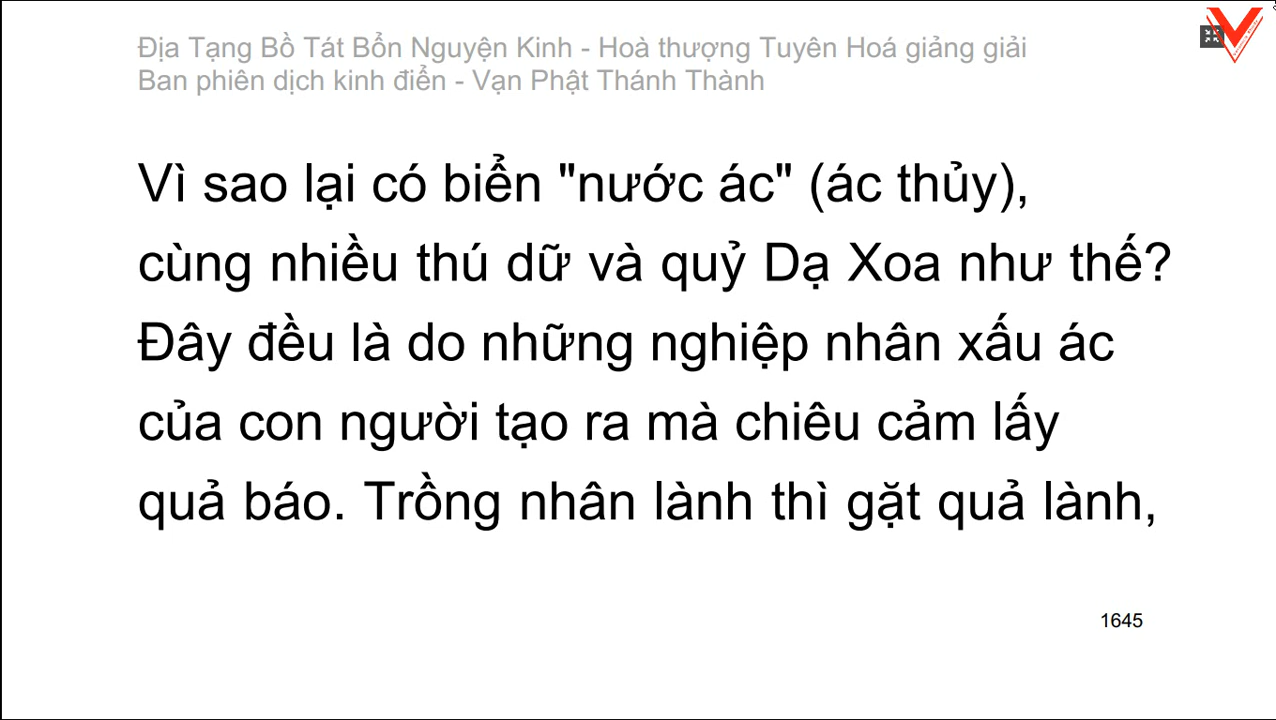 Địa Tạng Bồ Tát Bổn Nguyện Kinh - Hoà thượng Tuyên Hoá giảng giải
Ban phiên dịch kinh điển - Vạn Phật Thánh Thành
Vì sao lại có biển "nước ác" (ác thủy),
cùng nhiều thú dữ và quỷ Dạ Xoa như thế?
Đây đều là do những nghiệp nhân xấu ác
của con người tạo ra mà chiêu cảm lấy
quả báo. Trồng nhân lành thì gặt quả lành,
1645